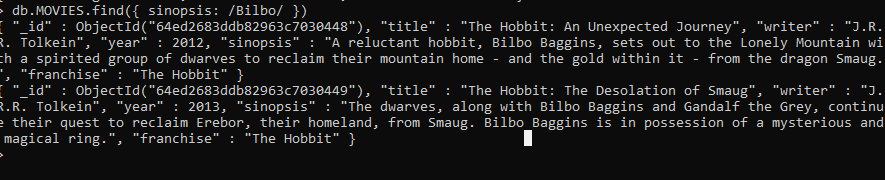 > db.MOVIES.find({ sinopsis: /Bilbo/ })
{ "_id" : ObjectId("64ed2683ddb82963c7030448"), "title" : "The Hobbit: An Unexpected Journey", "writer" : "J.R.
R. Tolkein", "year" : 2012, "sinopsis" : "A reluctant hobbit, Bilbo Baggins, sets out to the Lonely Mountain wi
th a spirited group of dwarves to reclaim their mountain home - and the gold within it - from the dragon Smaug.
", "franchise" : "The Hobbit" }
{ "_id" : ObjectId("64ed2683ddb82963c7030449"), "title" : "The Hobbit: The Desolation of Smaug", "writer" : "J.
R.R. Tolkein", "year" : 2013, "sinopsis" : "The dwarves, along with Bilbo Baggins and Gandalf the Grey, continu
e their quest to reclaim Erebor, their homeland, from Smaug. Bilbo Baggins is in possession of a mysterious and
magical ring.", "franchise" : "The Hobbit" }
>